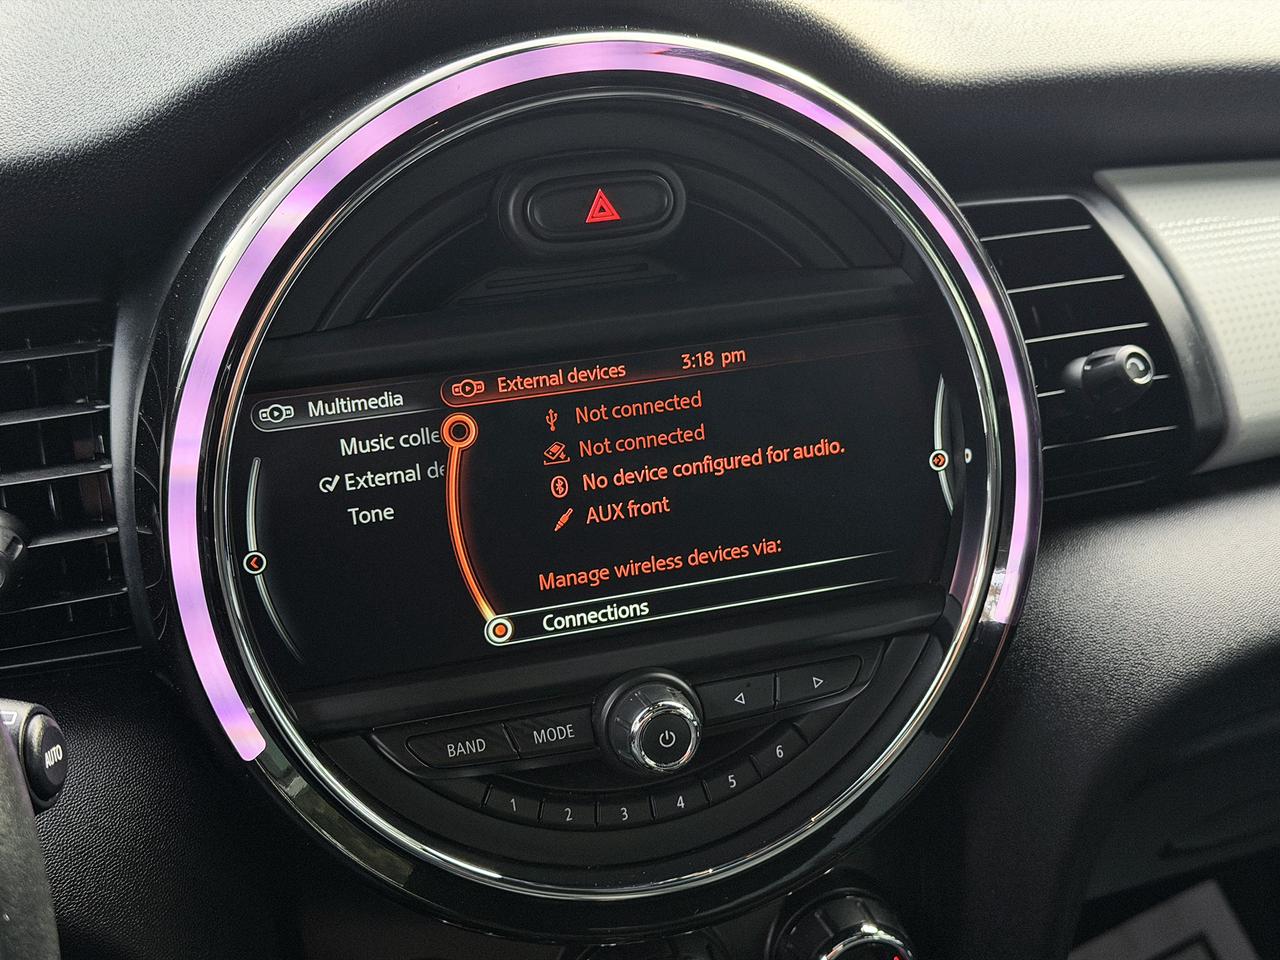 External devices 3:18 pm
Multimedia
Music colle
External de
Tone
Not connected
Not connected
No device configured for audio.
AUX front
Manage wireless devices via:
Connections
BAND MODE
1 2 3 4 5 6
AUTO